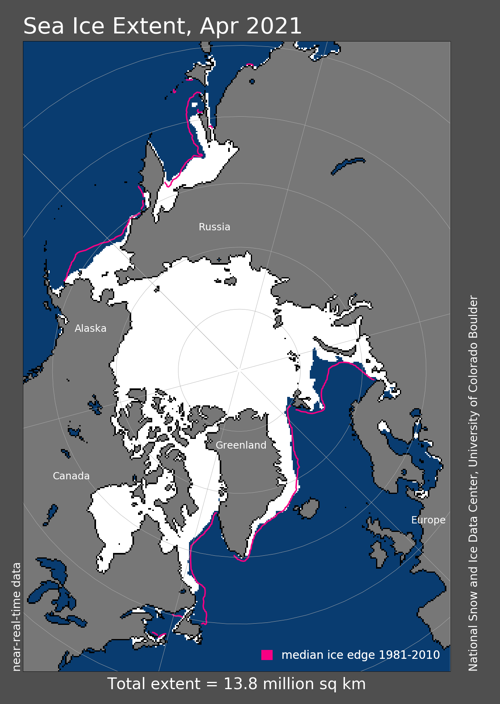 Sea Ice Extent, Apr 2021
Russia
Alaska
Greenland
Canada
Europe
near-real-time data
National Snow and Ice Data Center, University of Colorado Boulder
median ice edge 1981-2010
Total extent = 13.8 million sq km